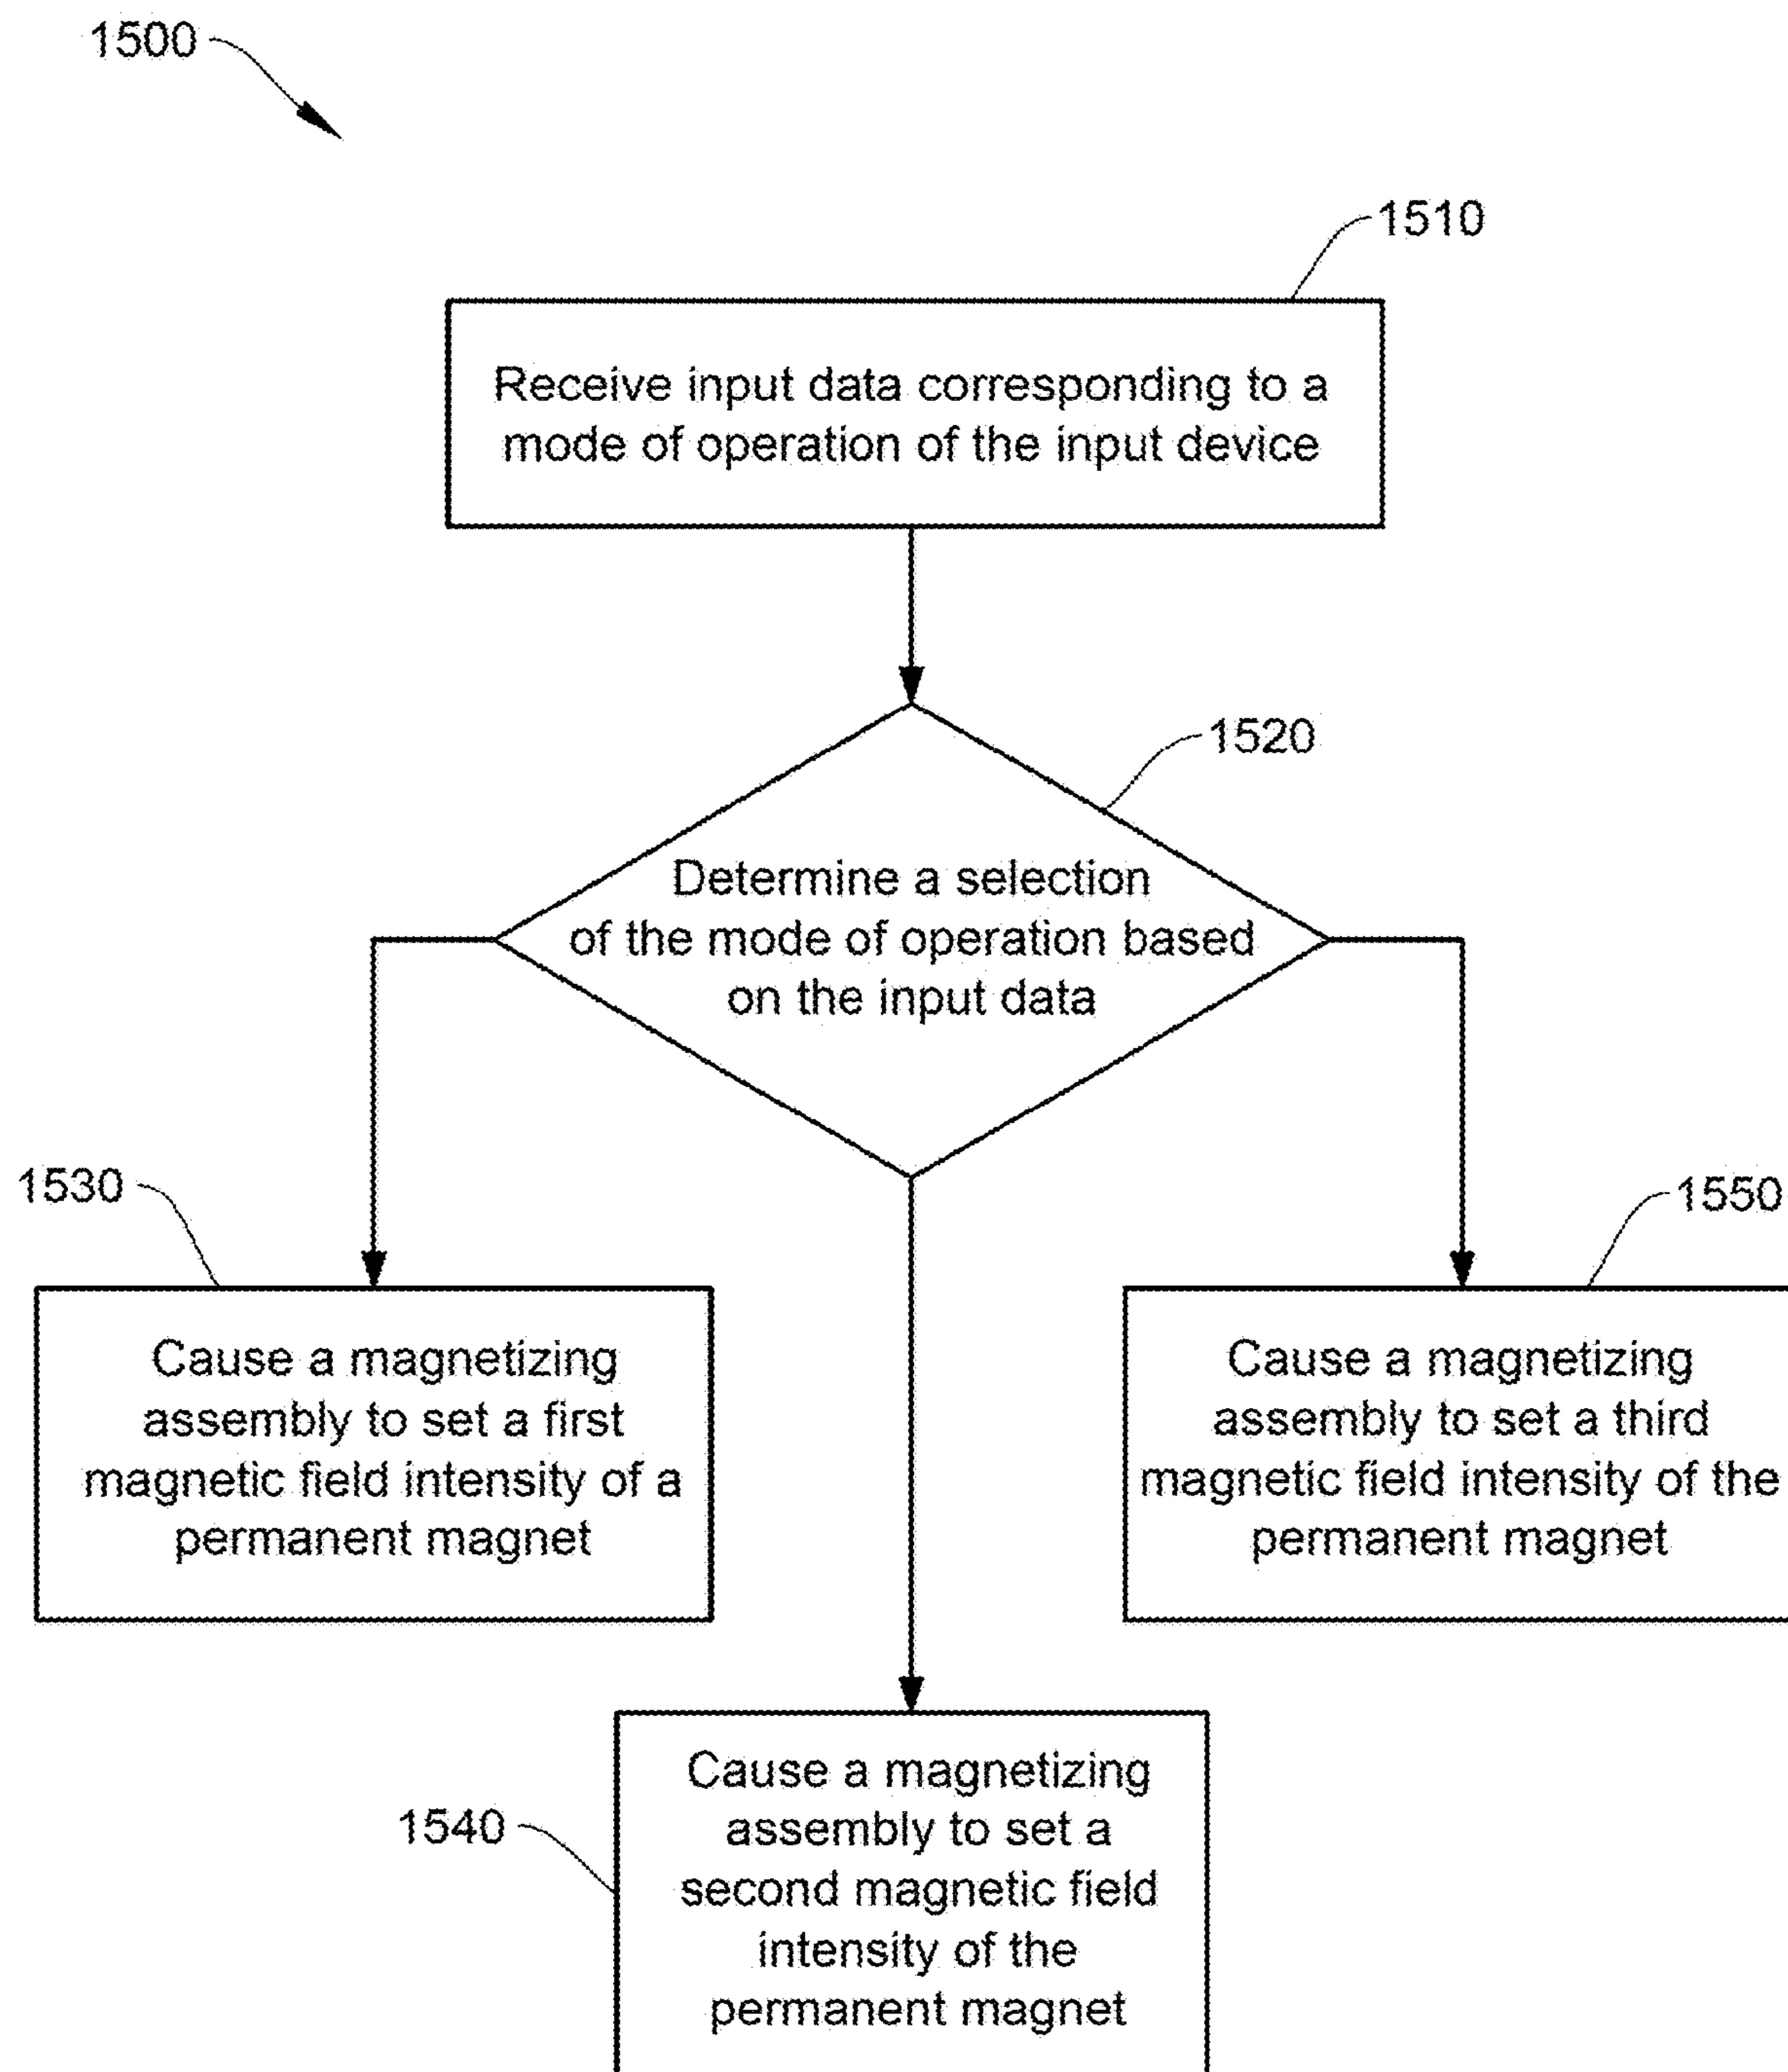 1500
1510
Receive input data corresponding to a
mode of operation of the input device
1520
Determine a selection
of the mode of operation based
on the input data
1530
Cause a magnetizing
assembly to set a first
magnetic field intensity of a
permanent magnet
1550
Cause a magnetizing
assembly to set a third
magnetic field intensity of the
permanent magnet
1540
Cause a magnetizing
assembly to set a
second magnetic field
intensity of the
permanent magnet